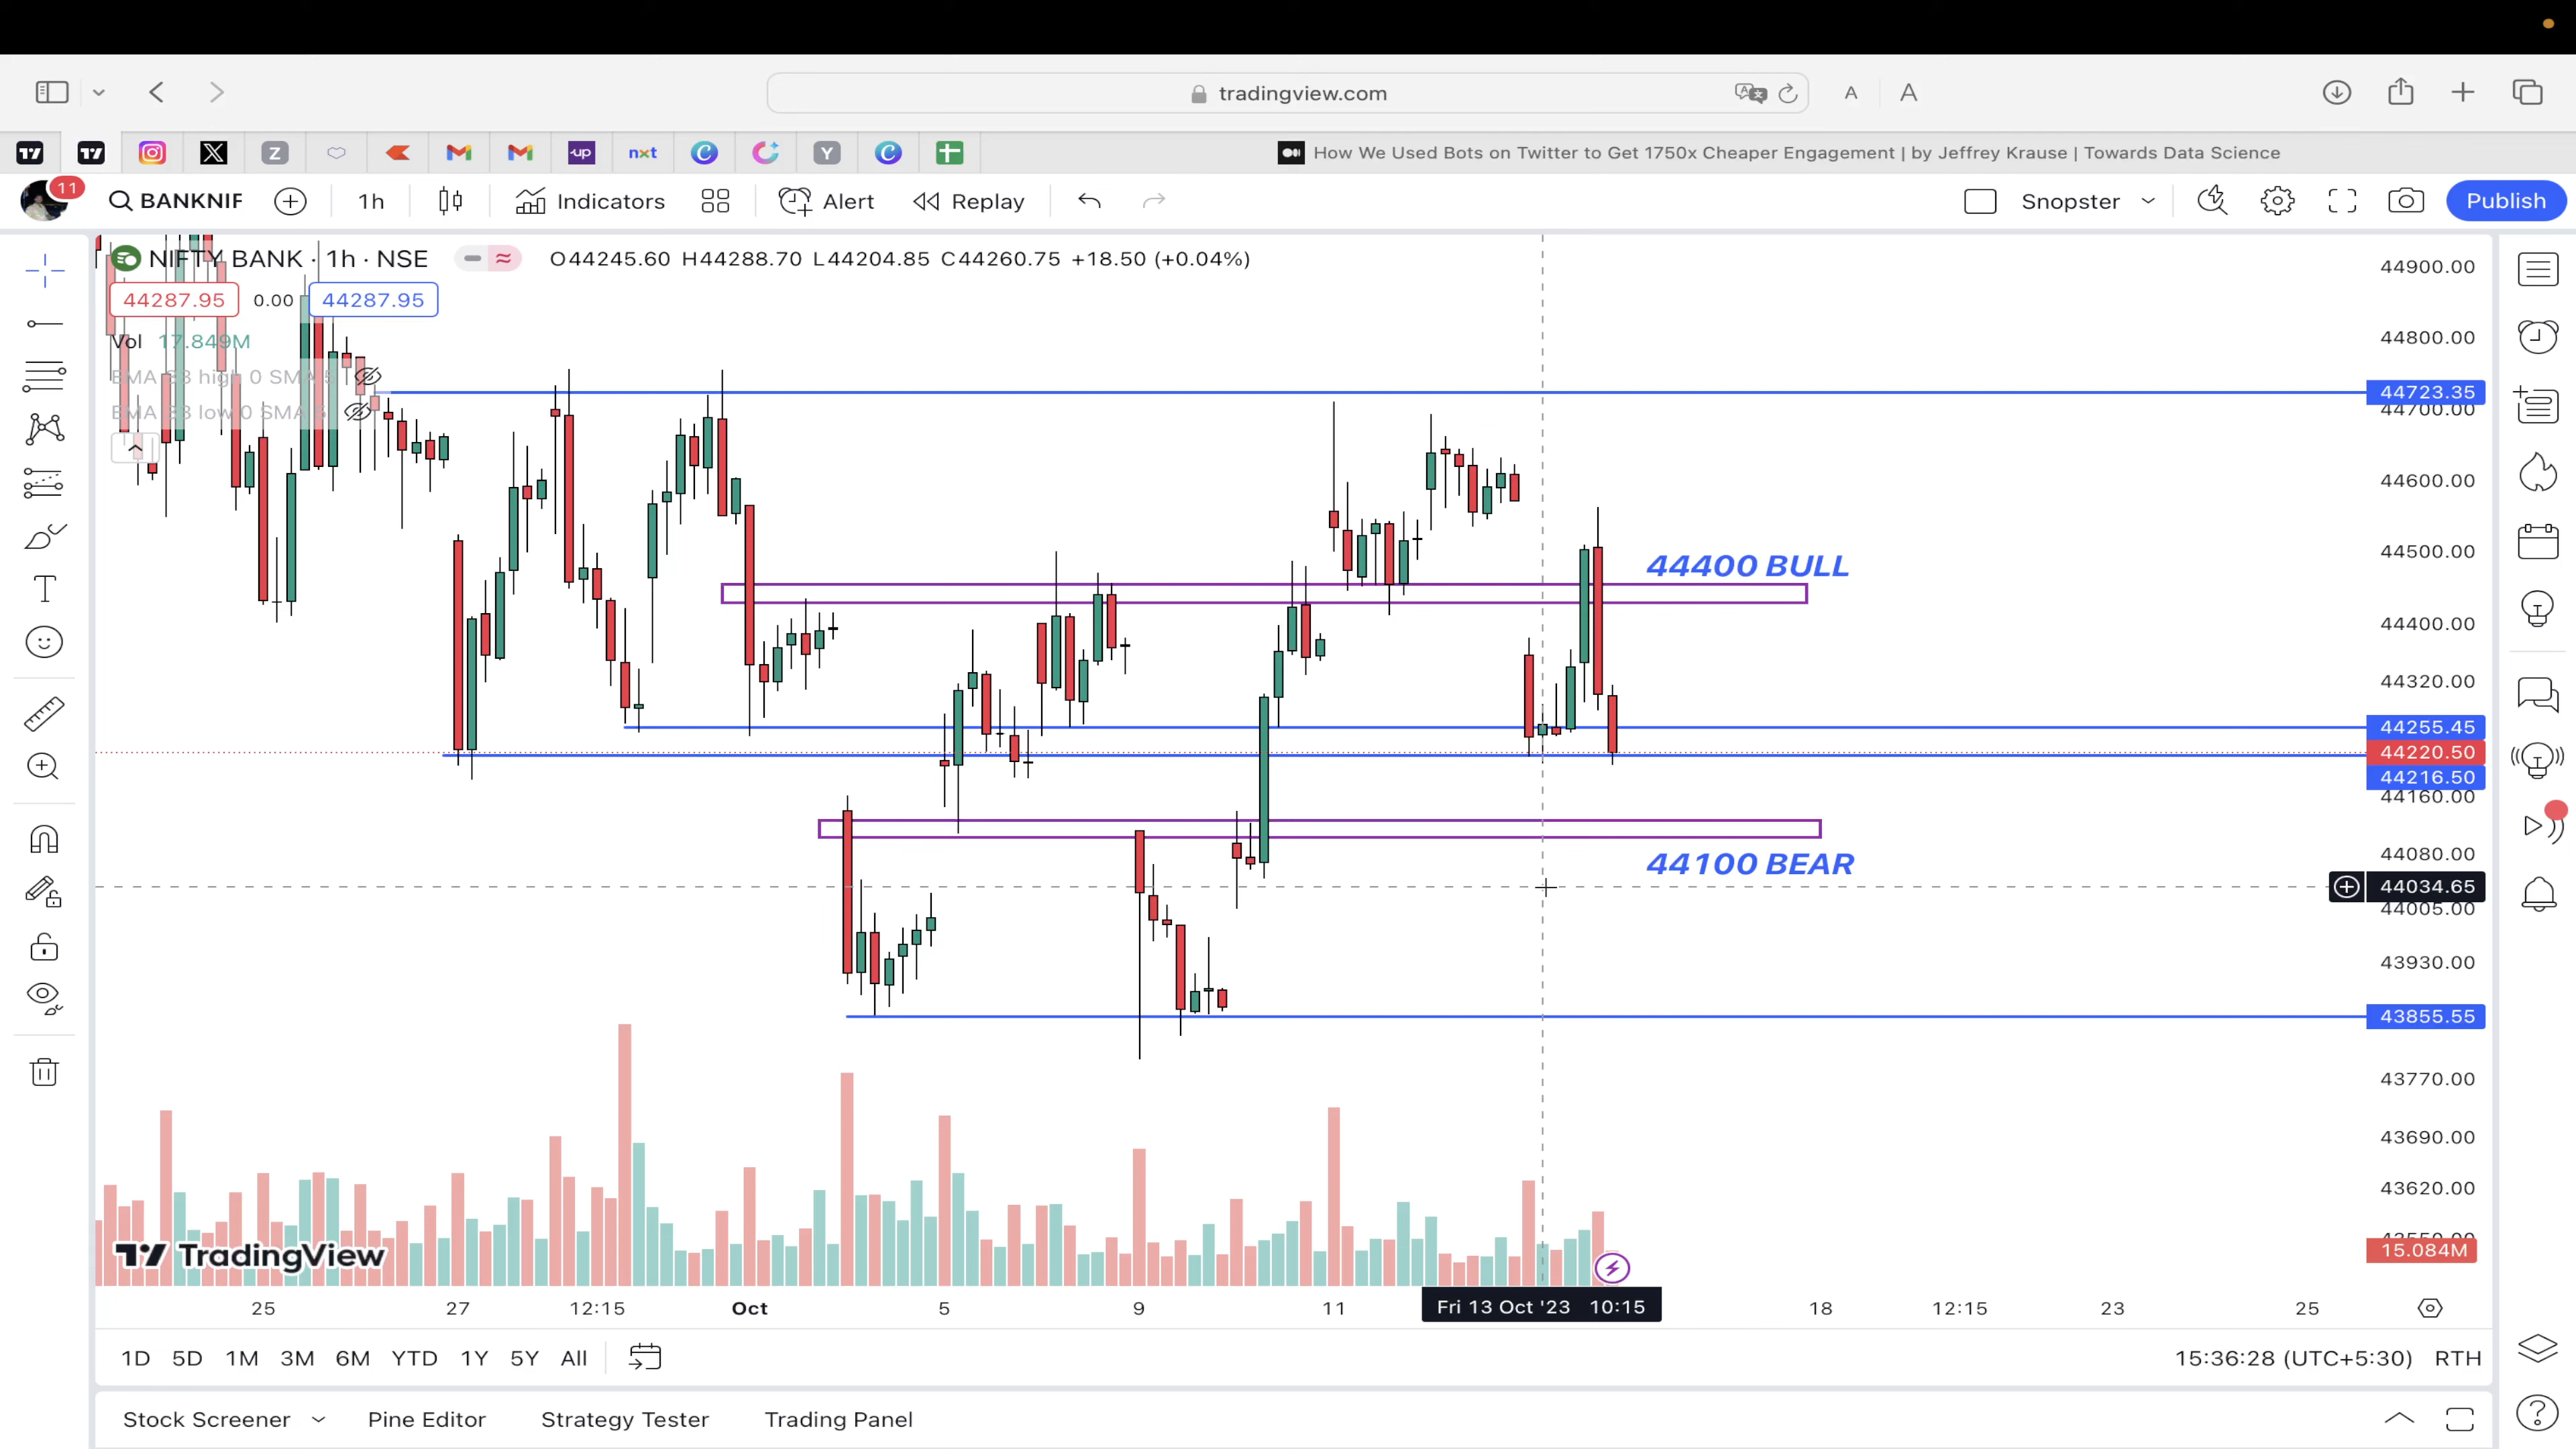 tradingview.com
A A
Z up nxt Y How We Used Bots on Twitter to Get 1750x Cheaper Engagement | by Jeffrey Krause | Towards Data Science
11 BANKNIF 1h Indicators Alert Replay Snopster Publish
NIFTY BANK · 1h · NSE O44245.60 H44288.70 L44204.85 C44260.75 +18.50 (+0.04%)
44287.95 0.00 44287.95
Vol 17.849M
44900.00
44800.00
44723.35
44700.00
44600.00
44500.00
44400 BULL
44400.00
44320.00
44255.45
44220.50
44216.50
44160.00
44100 BEAR
44080.00
44034.65
44005.00
43930.00
43855.55
43770.00
43690.00
43620.00
15.084M
TradingView
25 27 12:15 Oct 5 9 11 Fri 13 Oct '23 10:15 18 12:15 23 25
1D 5D 1M 3M 6M YTD 1Y 5Y All 15:36:28 (UTC+5:30) RTH
Stock Screener Pine Editor Strategy Tester Trading Panel